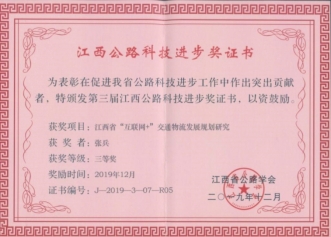 江西公路科技进步奖证书
为表彰在促进我省公路科技进步工作中作出突出贡献
者，特颁发第三届江西公路科技进步奖证书，以资鼓励。
获奖项目：江西省“互联网+”交通物流发展规划研究
获 奖 者：张兵
获奖等级：三等奖
奖励时间：2019年12月
证书编号：J—2019—3—07—R05
江西省公路学会
二〇一九年十二月